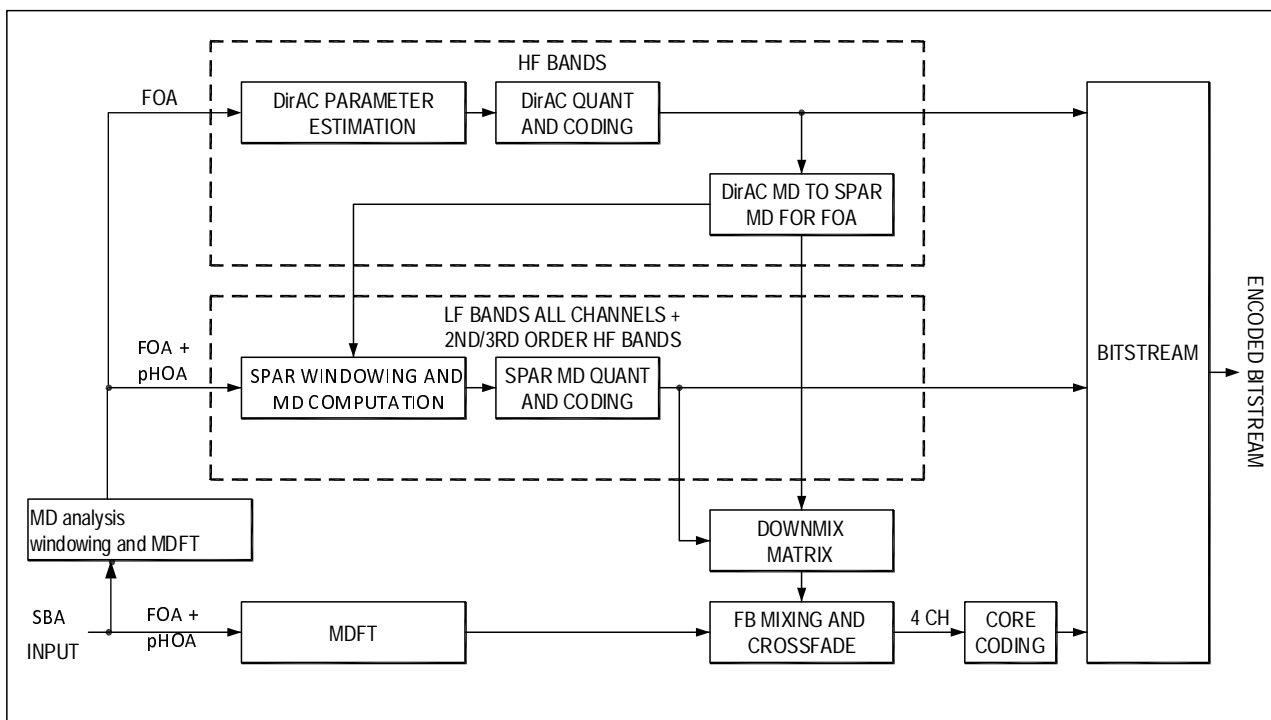 HF BANDS
FOA
DirAC PARAMETER
ESTIMATION
DirAC QUANT
AND CODING
DirAC MD TO SPAR
MD FOR FOA
LF BANDS ALL CHANNELS +
2ND/3RD ORDER HF BANDS
FOA +
pHOA
SPAR WINDOWING AND
MD COMPUTATION
SPAR MD QUANT
AND CODING
BITSTREAM
ENCODED BITSTREAM
MD analysis
windowing and MDFT
DOWNMIX
MATRIX
SBA
INPUT
FOA +
pHOA
MDFT
FB MIXING AND
CROSSFADE
4 CH
CORE
CODING